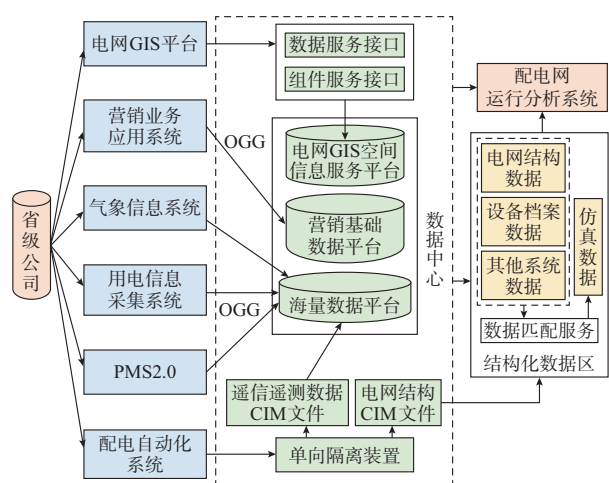 省级公司
电网GIS平台
营销业务
应用系统
气象信息系统
用电信息
采集系统
PMS2.0
配电自动化
系统
OGG
OGG
数据服务接口
组件服务接口
电网GIS空间
信息服务平台
营销基础
数据平台
海量数据平台
遥信遥测数据
CIM文件
电网结构
CIM文件
单向隔离装置
数据中心
配电网
运行分析系统
电网结构
数据
设备档案
数据
其他系统
数据
仿真数据
数据匹配服务
结构化数据区